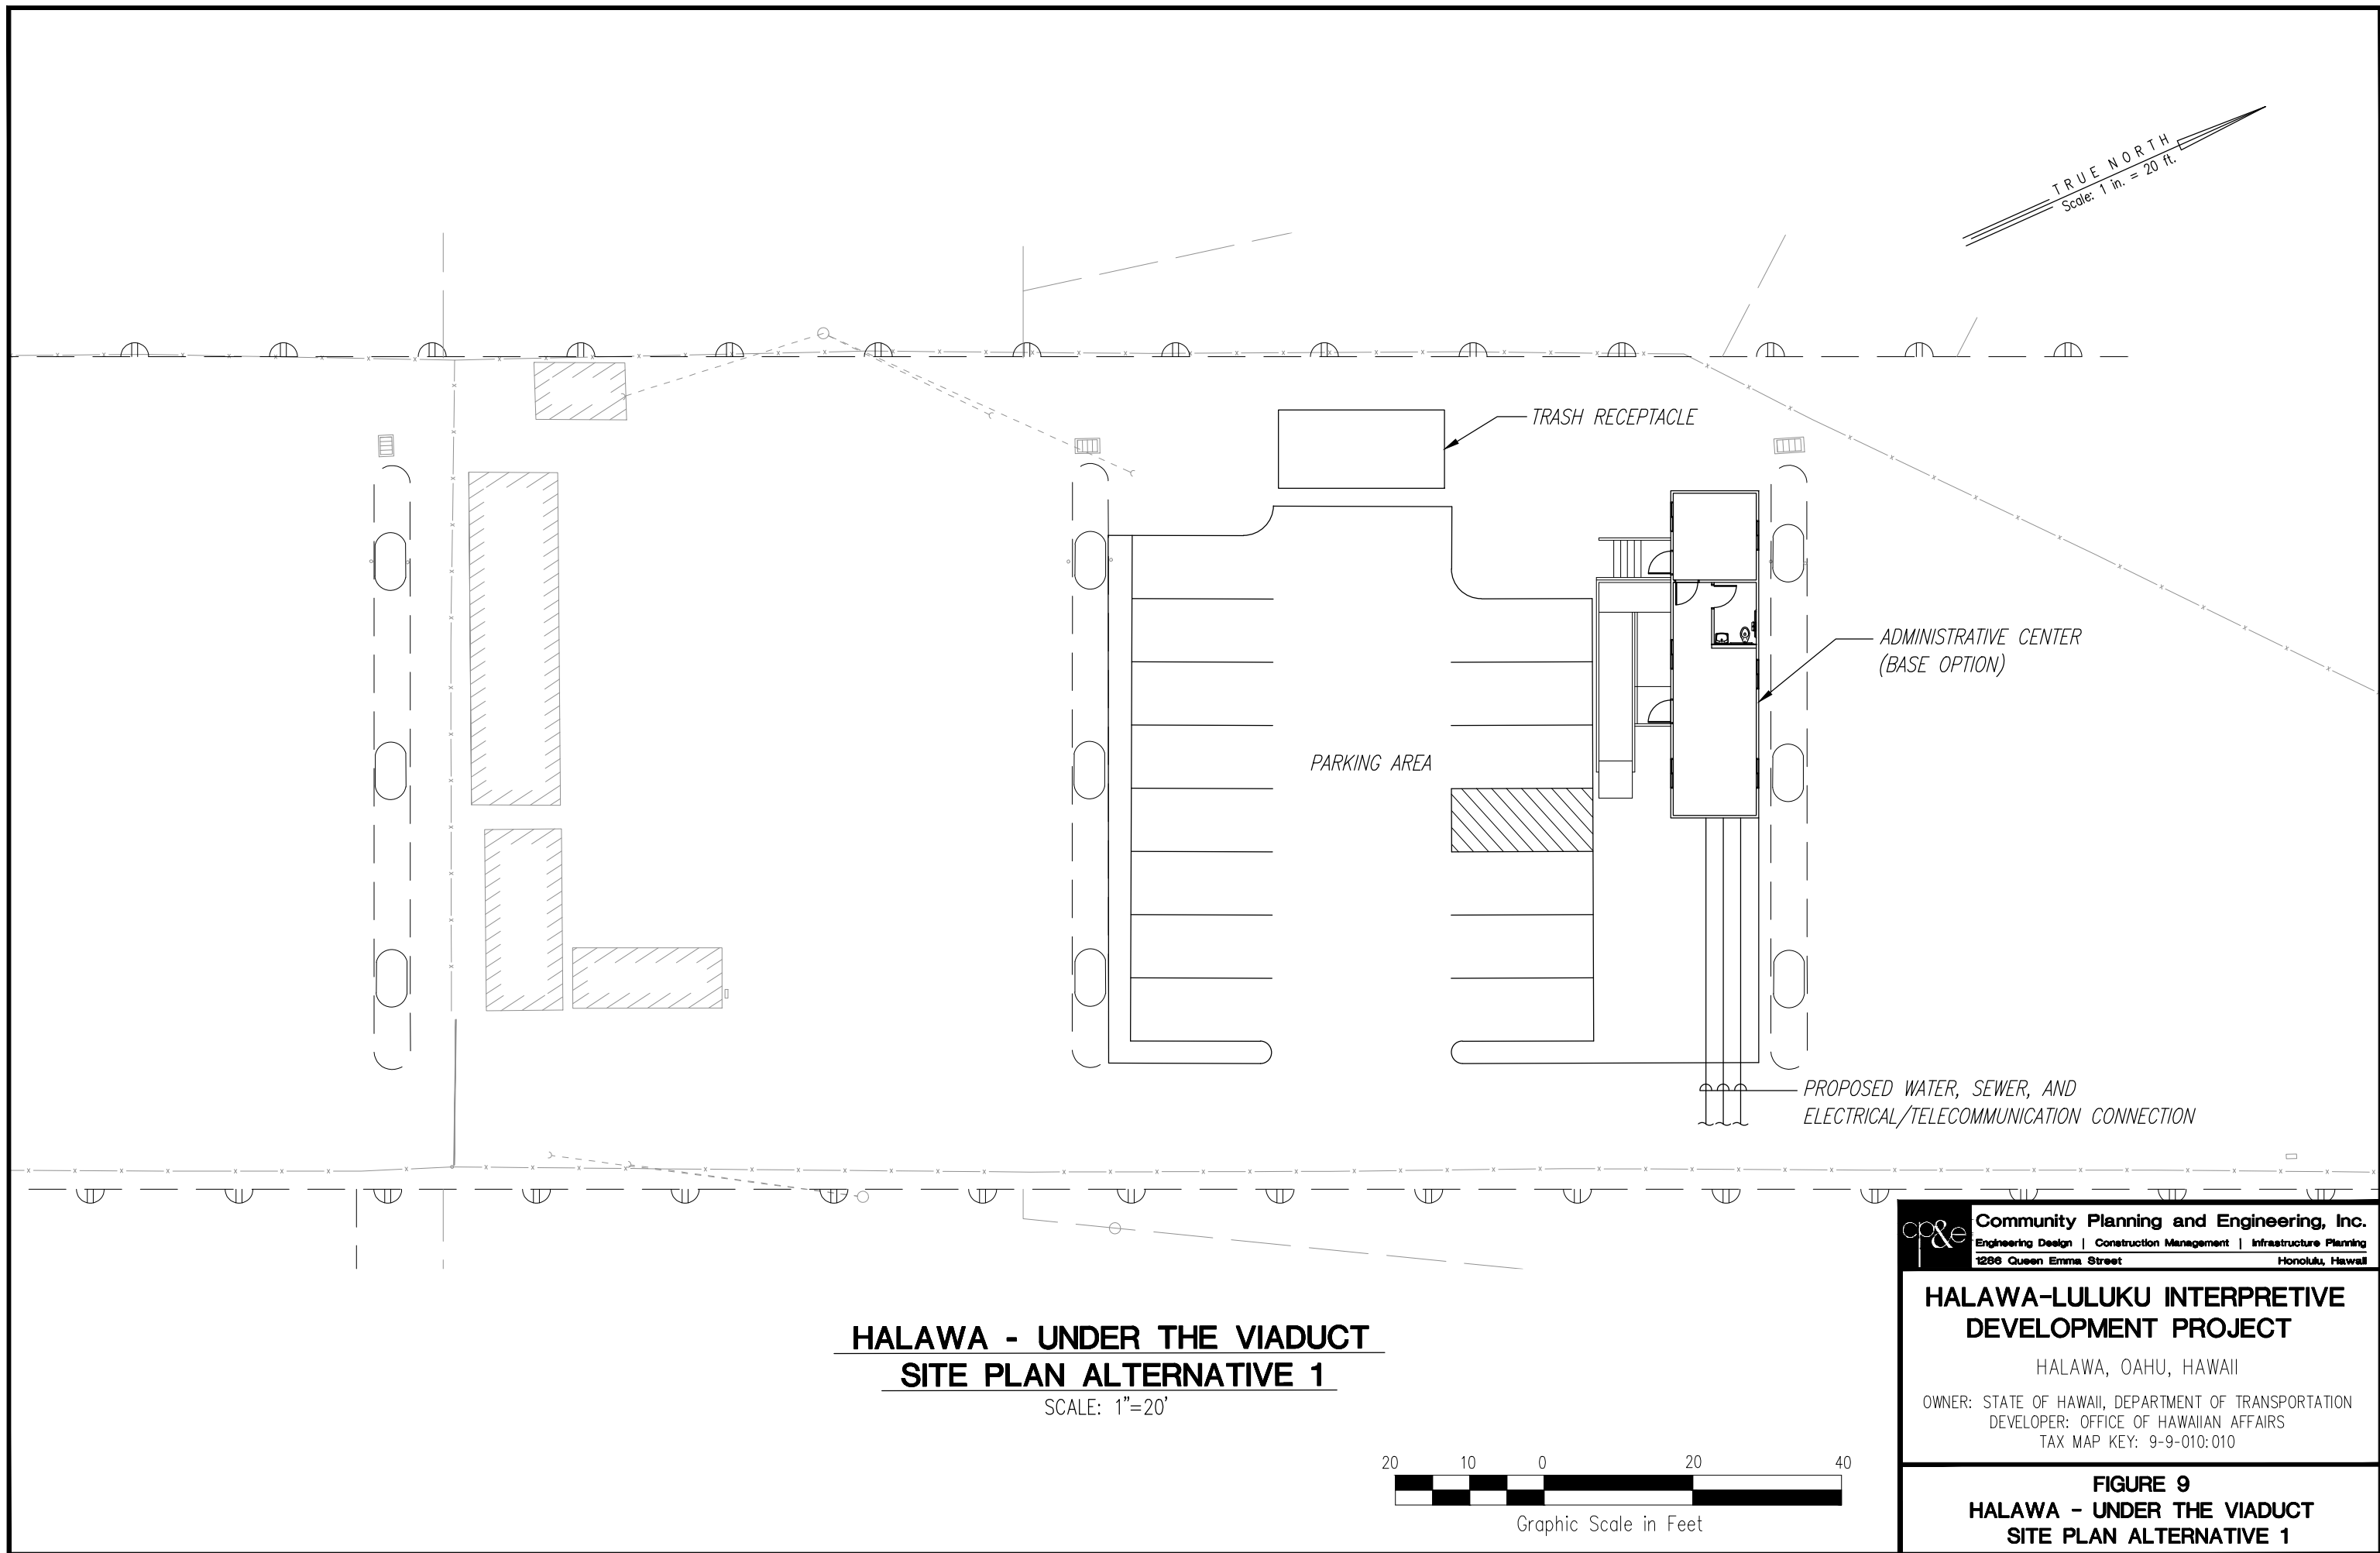 TRUE NORTH
Scale: 1 in. = 20 ft.
TRASH RECEPTACLE
ADMINISTRATIVE CENTER
(BASE OPTION)
PARKING AREA
PROPOSED WATER, SEWER, AND
ELECTRICAL/TELECOMMUNICATION CONNECTION
HALAWA - UNDER THE VIADUCT
SITE PLAN ALTERNATIVE 1
SCALE: 1"=20'
20 10 0 20 40
Graphic Scale in Feet
cp&e
Community Planning and Engineering, Inc.
Engineering Design | Construction Management | Infrastructure Planning
1286 Queen Emma Street Honolulu, Hawaii
HALAWA-LULUKU INTERPRETIVE
DEVELOPMENT PROJECT
HALAWA, OAHU, HAWAII
OWNER: STATE OF HAWAII, DEPARTMENT OF TRANSPORTATION
DEVELOPER: OFFICE OF HAWAIIAN AFFAIRS
TAX MAP KEY: 9-9-010:010
FIGURE 9
HALAWA - UNDER THE VIADUCT
SITE PLAN ALTERNATIVE 1